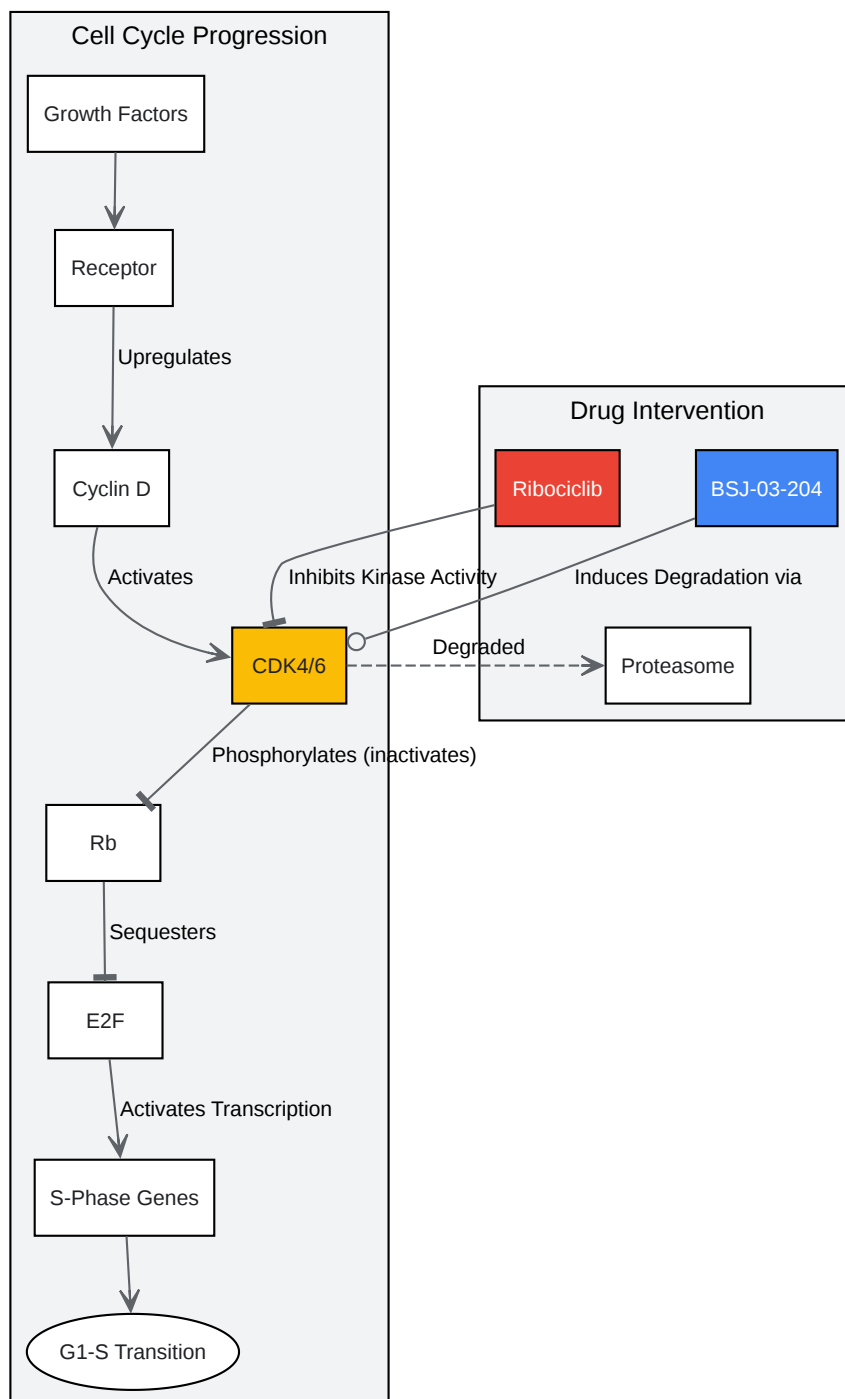 Cell Cycle Progression
Growth Factors
Receptor
Upregulates
Cyclin D
Activates
Drug Intervention
Ribociclib
BSJ-03-204
Inhibits Kinase Activity
Induces Degradation via
CDK4/6
Degraded
Proteasome
Phosphorylates (inactivates)
Rb
Sequesters
E2F
Activates Transcription
S-Phase Genes
G1-S Transition